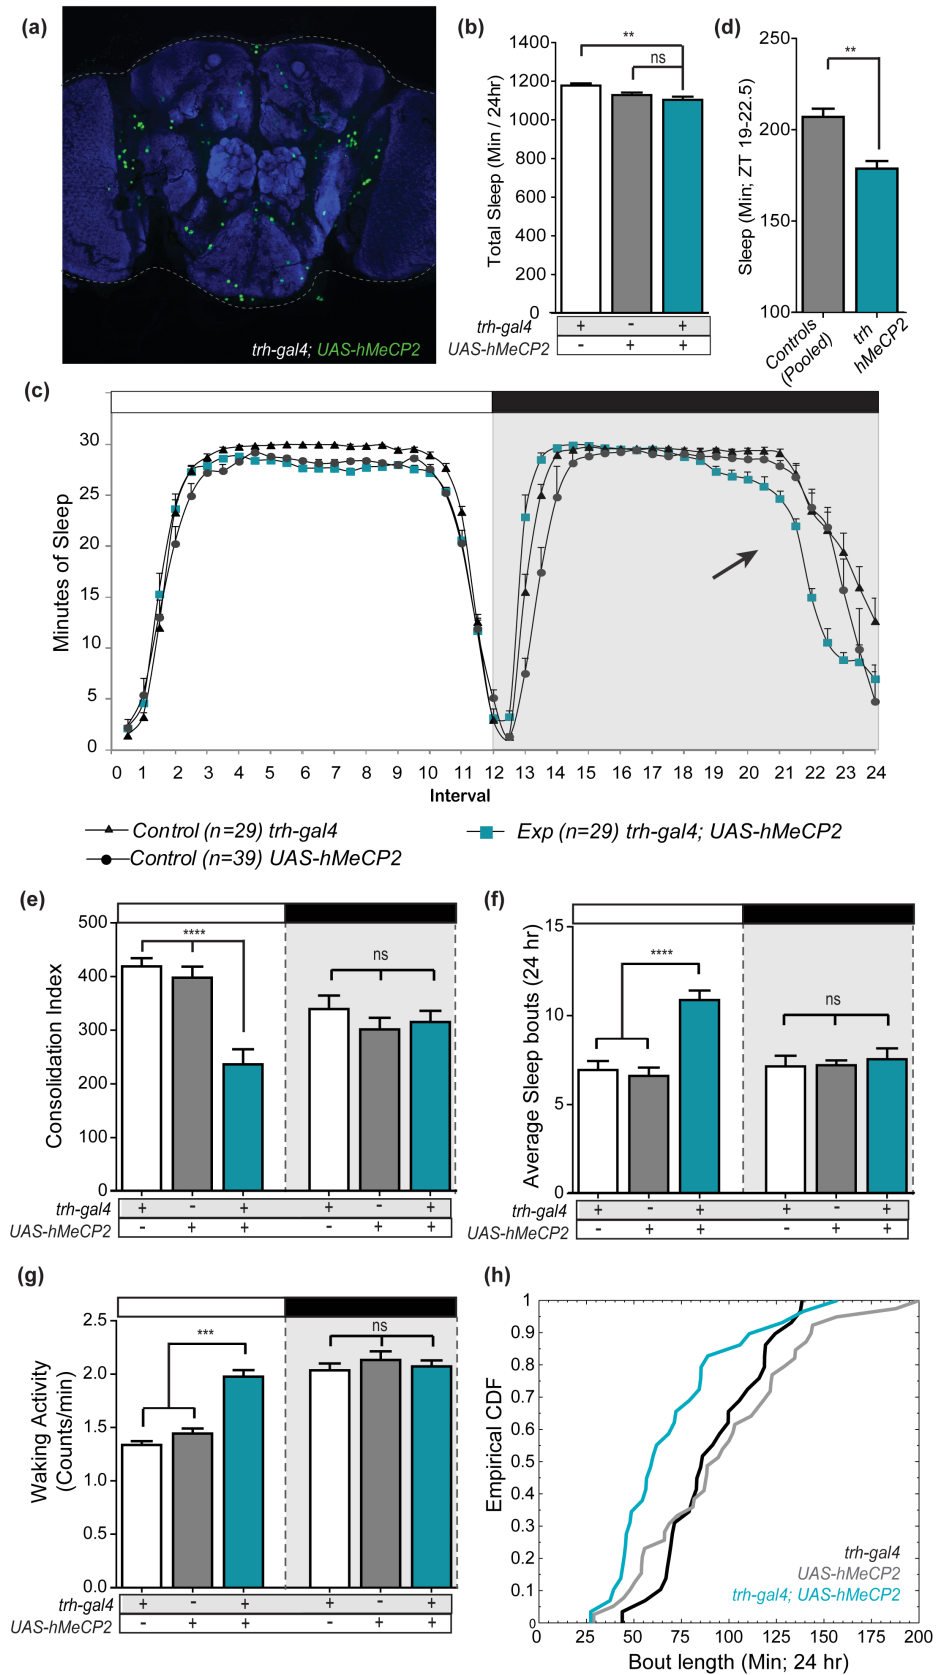 (a)
trh-gal4; UAS-hMeCP2
(b)
Total Sleep (Min / 24hr)
1400
1200
1000
800
600
400
200
0
**
ns
trh-gal4 + - +
UAS-hMeCP2 - + +
(d)
Sleep (Min; ZT 19-22.5)
250
200
150
100
**
Controls
(Pooled)
trh
hMeCP2
(c)
Minutes of Sleep
30
25
20
15
10
5
0
0 1 2 3 4 5 6 7 8 9 10 11 12 13 14 15 16 17 18 19 20 21 22 23 24
Interval
Control (n=29) trh-gal4
Exp (n=29) trh-gal4; UAS-hMeCP2
Control (n=39) UAS-hMeCP2
(e)
Consolidation Index
500
400
300
200
100
0
****
ns
trh-gal4 + - + + - +
UAS-hMeCP2 - + + - + +
(f)
Average Sleep bouts (24 hr)
15
10
5
0
****
ns
trh-gal4 + - + + - +
UAS-hMeCP2 - + + - + +
(g)
Waking Activity
(Counts/min)
2.5
2.0
1.5
1.0
0.5
0.0
***
ns
trh-gal4 + - + + - +
UAS-hMeCP2 - + + - + +
(h)
Empirical CDF
1
0.9
0.8
0.7
0.6
0.5
0.4
0.3
0.2
0.1
0 25 50 75 100 125 150 175 200
Bout length (Min; 24 hr)
trh-gal4
UAS-hMeCP2
trh-gal4; UAS-hMeCP2